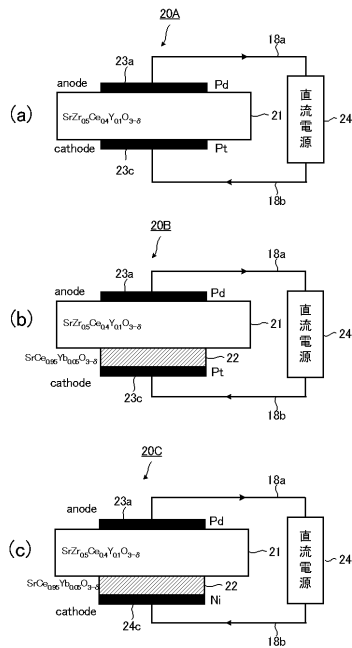 20A
23a
18a
anode
Pd
(a)
SrZr0.5Ce0.4Y0.1O3-δ
21
直流電源
24
cathode
Pt
23c
18b
20B
23a
18a
anode
Pd
(b)
SrZr0.5Ce0.4Y0.1O3-δ
21
直流電源
24
SrCe0.95Yb0.05O3-δ
22
Pt
cathode
23c
18b
20C
23a
18a
anode
Pd
(c)
SrZr0.5Ce0.4Y0.1O3-δ
21
直流電源
24
SrCe0.95Yb0.05O3-δ
22
Ni
cathode
24c
18b